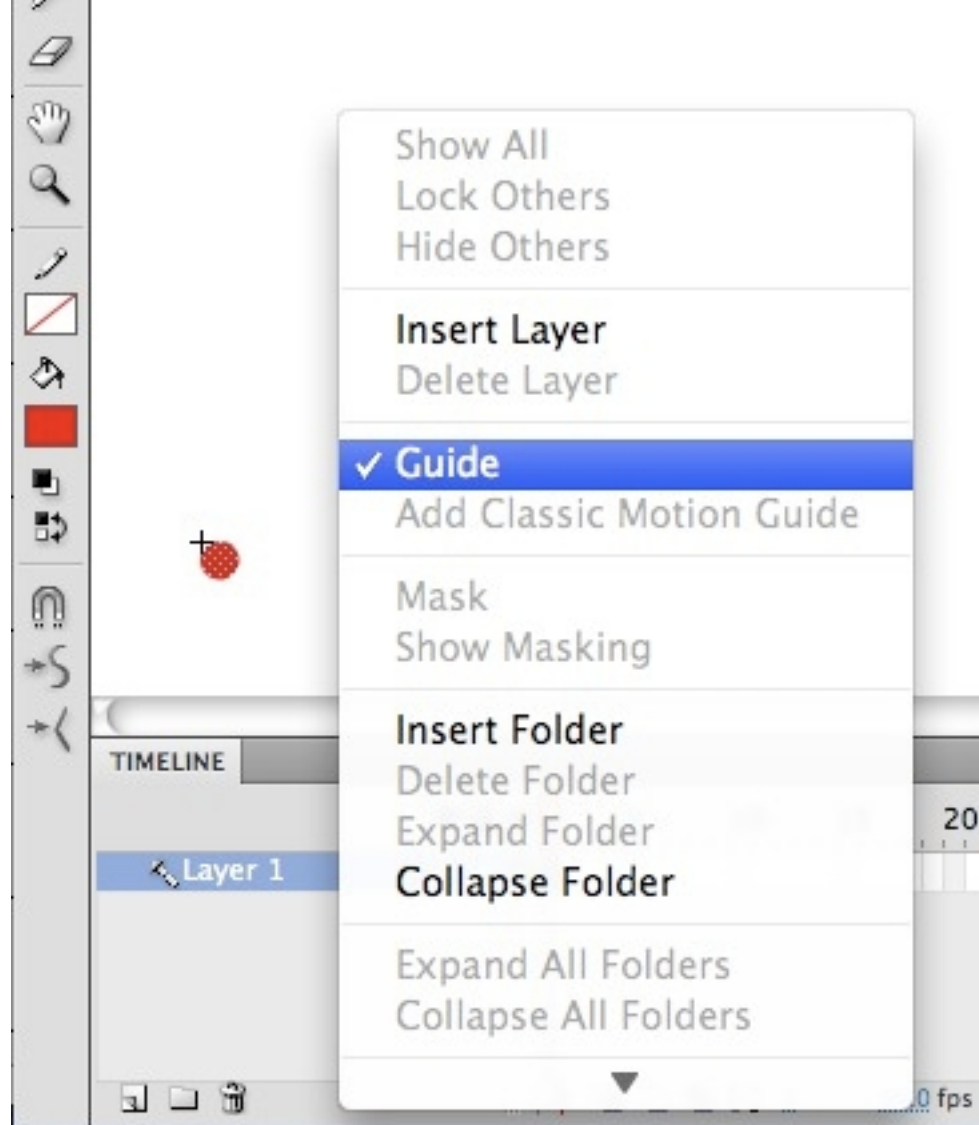 Show All
Lock Others
Hide Others
Insert Layer
Delete Layer
Guide
Add Classic Motion Guide
Mask
Show Masking
Insert Folder
Delete Folder
Expand Folder
Collapse Folder
Expand All Folders
Collapse All Folders
TIMELINE
20
Layer 1
fps